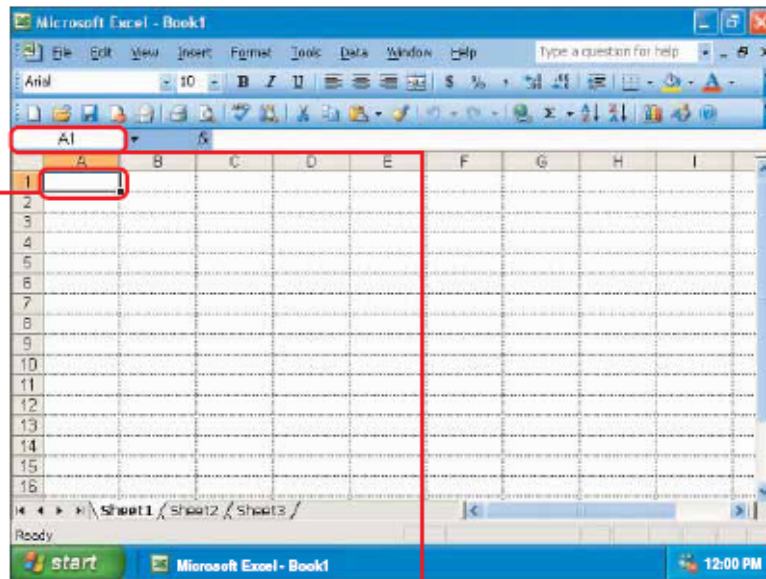 Microsoft Excel - Book1
File Edit View Insert Format Tools Data Window Help Type a question for help
Arial 10 B I U $ % ,
Σ
A1 fx
A B C D E F G H I
1
2
3
4
5
6
7
8
9
10
11
12
13
14
15
16
Sheet1 Sheet2 Sheet3
Ready
start Microsoft Excel - Book1 12:00 PM